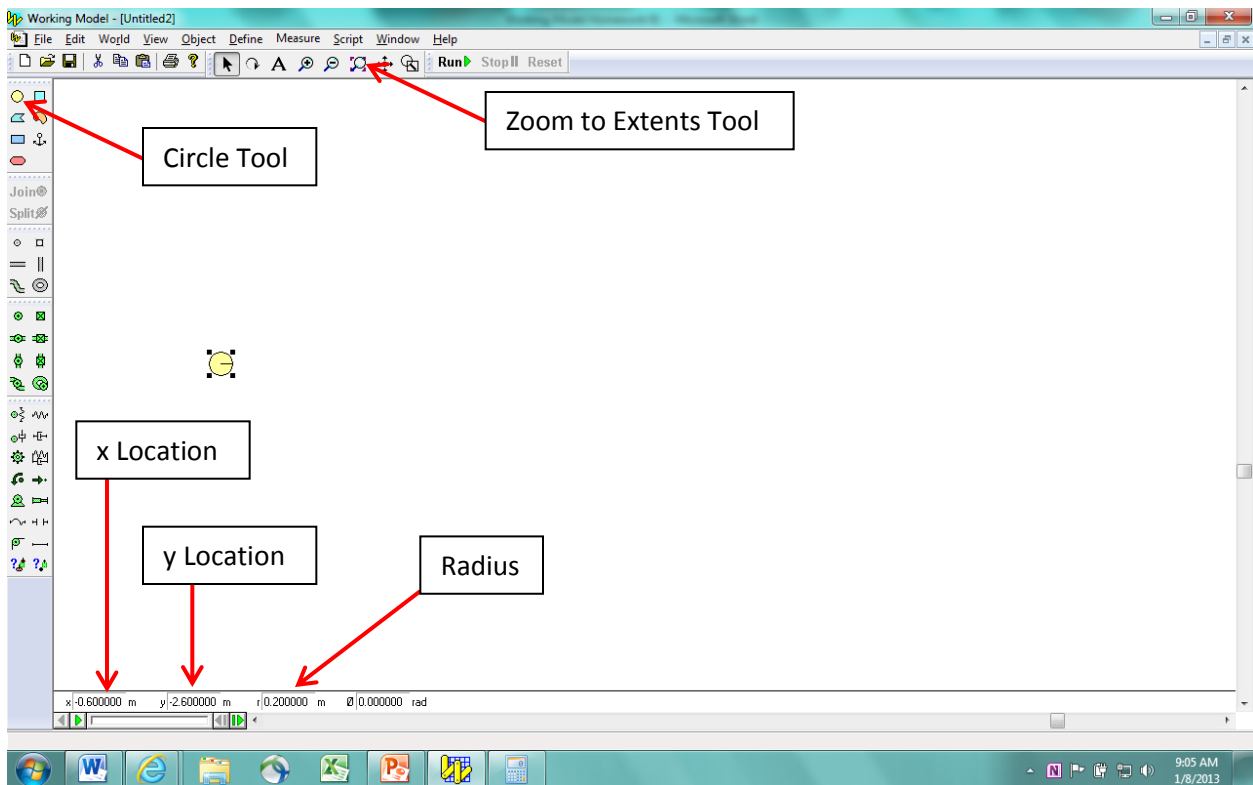 Working Model - [Untitled2]
File Edit World View Object Define Measure Script Window Help
A Run Stop Reset
Zoom to Extents Tool
Circle Tool
Join
Split
x Location
y Location
Radius
x -0.600000 m y -2.600000 m r 0.200000 m Ø 0.000000 rad
9:05 AM
1/8/2013